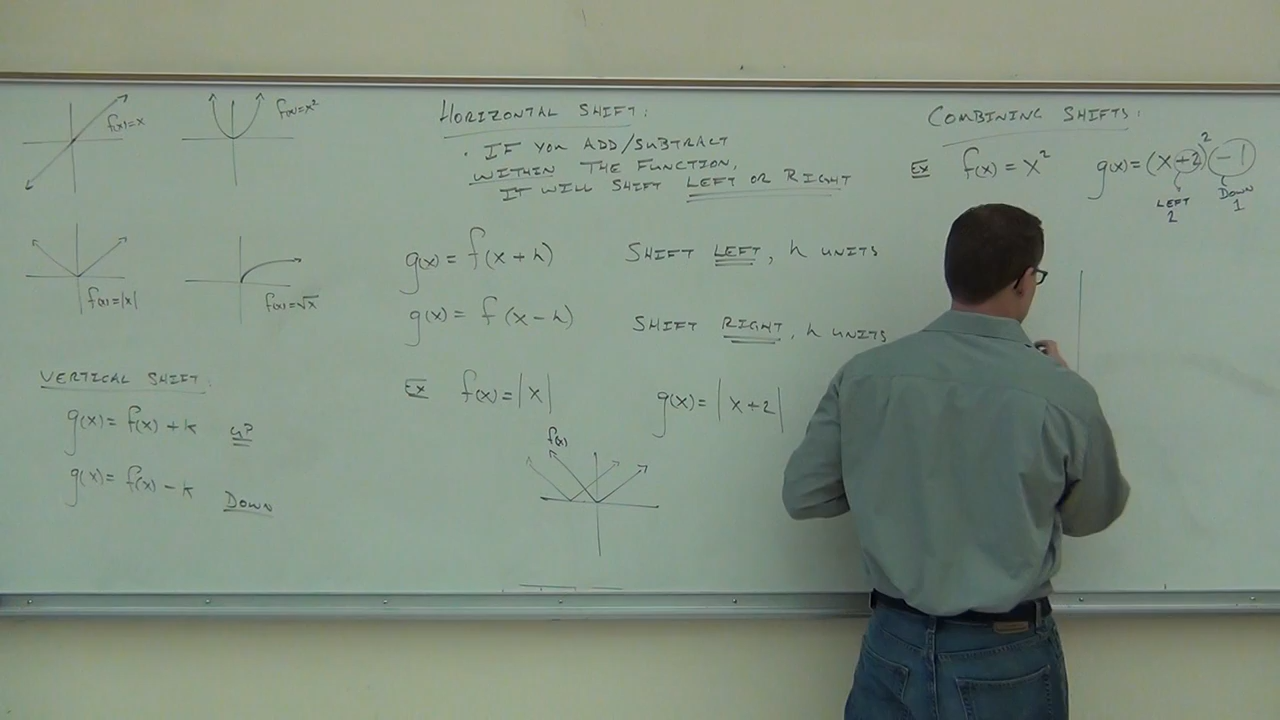 f(x)=x
f(x)=x²
f(x)=|x|
f(x)=√x
VERTICAL SHIFT:
g(x)= f(x)+k UP
g(x)= f(x)-k DOWN
HORIZONTAL SHIFT:
• IF YOU ADD/SUBTRACT
WITHIN THE FUNCTION,
IT WILL SHIFT LEFT OR RIGHT
g(x)= f(x+h) SHIFT LEFT, h UNITS
g(x)= f(x-h) SHIFT RIGHT, h UNITS
EX f(x)=|x| g(x)=|x+2|
f(x)
COMBINING SHIFTS:
EX f(x)=x² g(x)=(x+2)²-1
LEFT DOWN
2 1